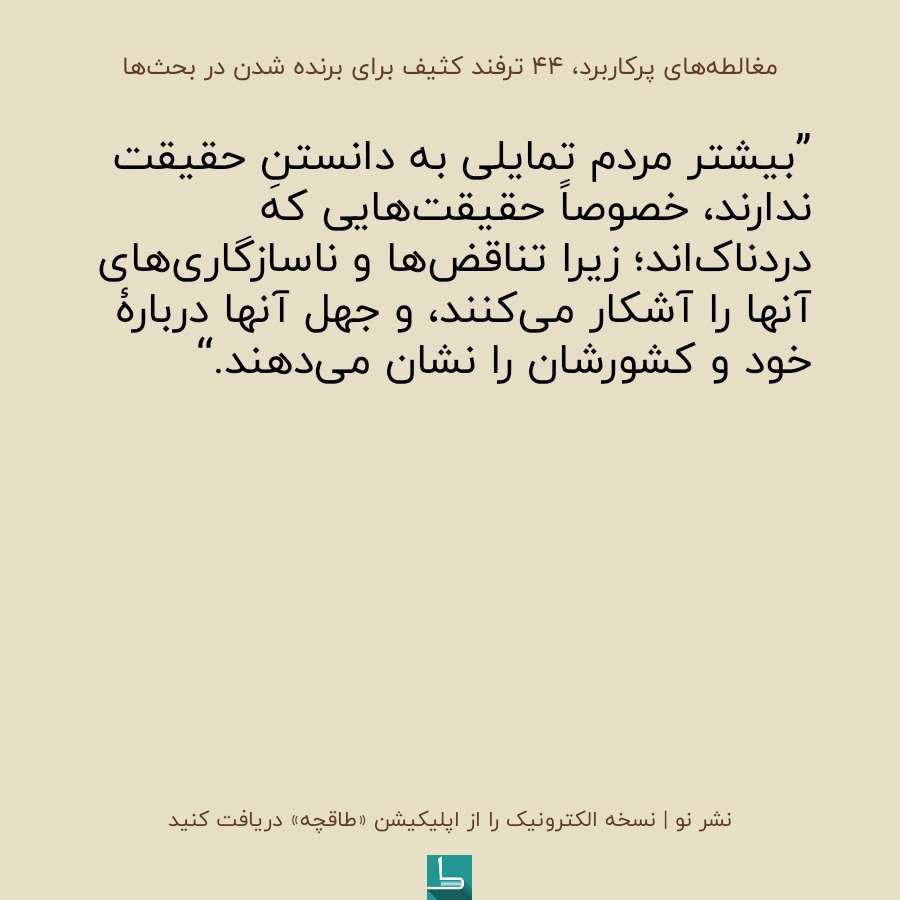 مغالطه‌های پرکاربرد، ۴۴ ترفند کثیف برای برنده شدن در بحث‌ها
”بیشتر مردم تمایلی به دانستنِ حقیقت
ندارند، خصوصاً حقیقت‌هایی که
دردناک‌اند؛ زیرا تناقض‌ها و ناسازگاری‌های
آنها را آشکار می‌کنند، و جهل آنها دربارهٔ
خود و کشورشان را نشان می‌دهند.“
نشر نو | نسخه الکترونیک را از اپلیکیشن «طاقچه» دریافت کنید